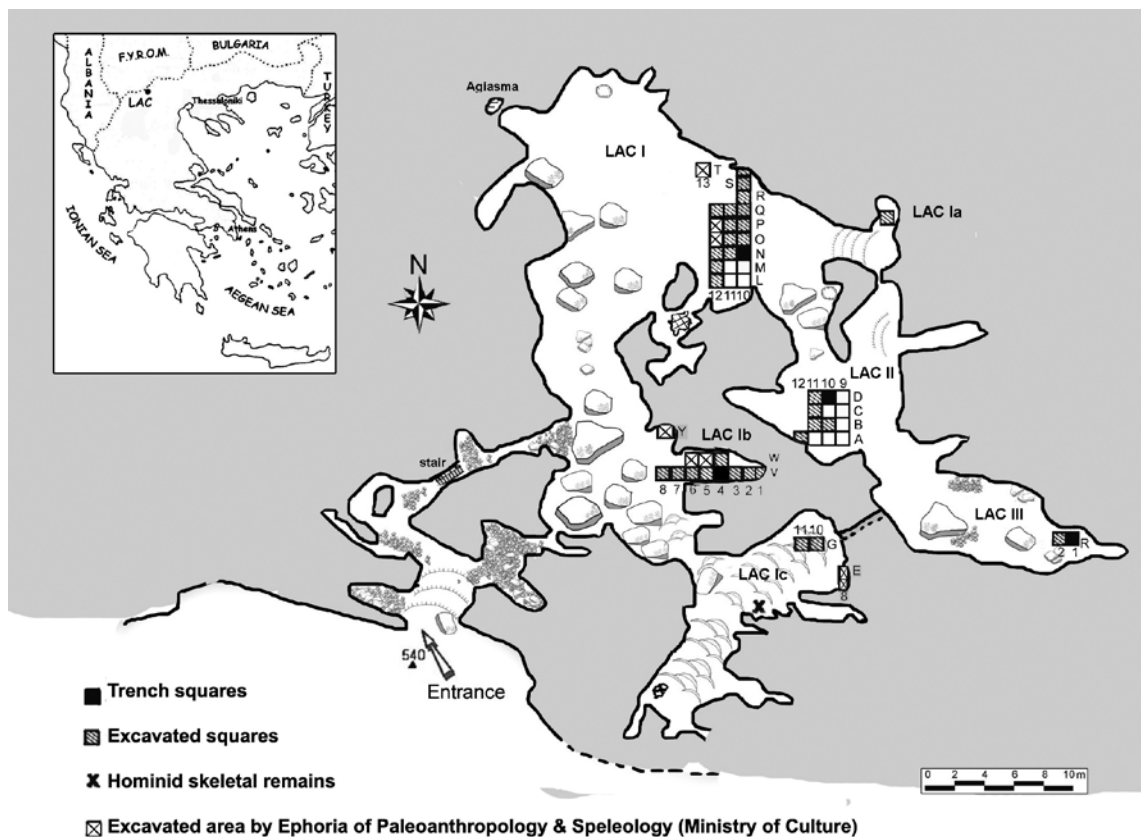 ALBANIA
F.Y.R.O.M.
BULGARIA
TURKEY
LAC
Thessaloniki
IONIAN SEA
Athens
AEGEAN SEA
N
Agiasma
LAC I
T
13
S
R
Q
P
O
N
M
L
12 11 10
LAC Ia
LAC II
12 11 10 9
D
C
B
A
Y
LAC Ib
W
V
8 7 6 5 4 3 2 1
stair
LAC III
R
2 1
11 10
G
LAC Ic
E
8
540
Entrance
Trench squares
Excavated squares
Hominid skeletal remains
Excavated area by Ephoria of Paleoanthropology & Speleology (Ministry of Culture)
0 2 4 6 8 10 m